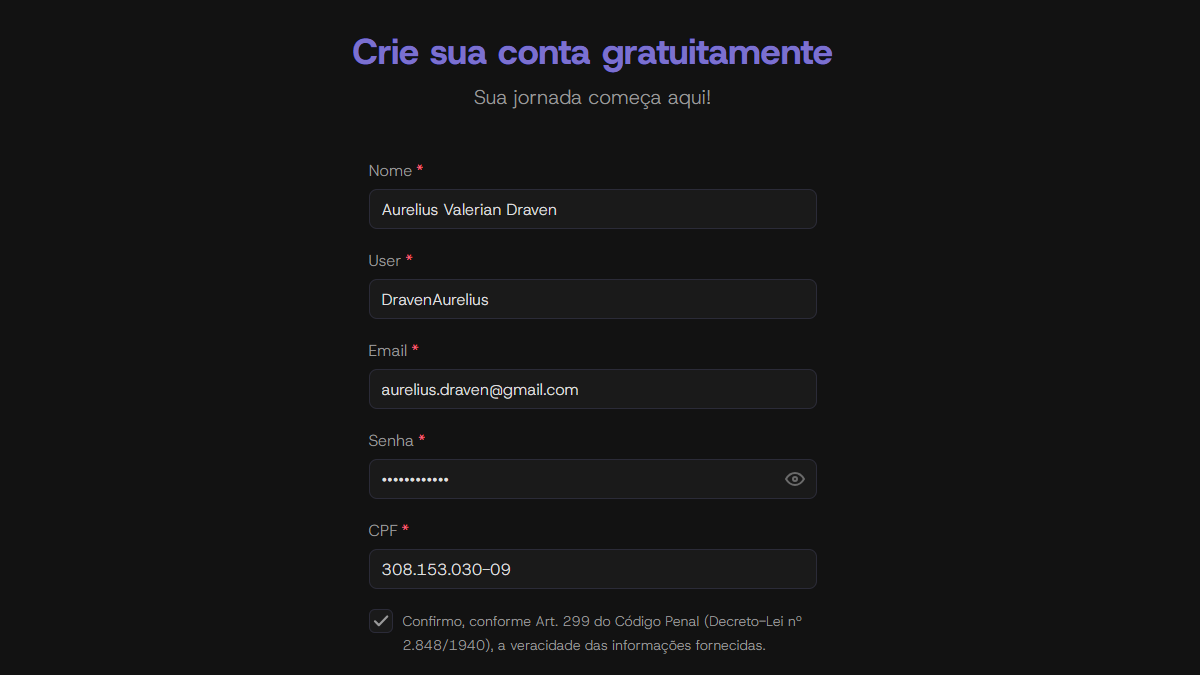 Crie sua conta gratuitamente
Sua jornada começa aqui!
Nome *
Aurelius Valerian Draven
User *
DravenAurelius
Email *
aurelius.draven@gmail.com
Senha *
••••••••••••
CPF *
308.153.030-09
Confirmo, conforme Art. 299 do Código Penal (Decreto-Lei nº
2.848/1940), a veracidade das informações fornecidas.